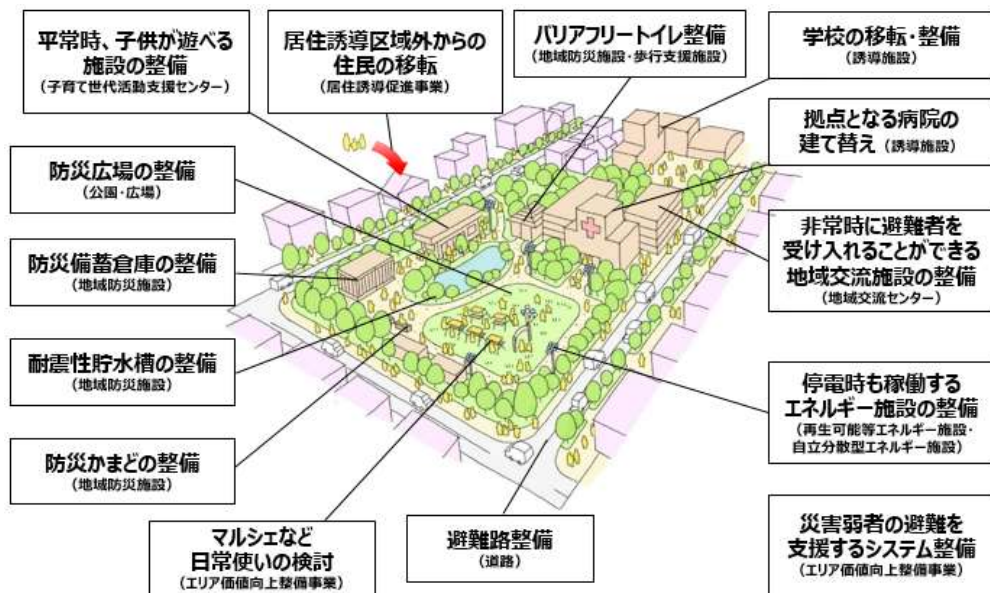 平常時、子供が遊べる
施設の整備
(子育て世代活動支援センター)
居住誘導区域外からの
住民の移転
(居住誘導促進事業)
バリアフリートイレ整備
(地域防災施設・歩行支援施設)
学校の移転・整備
(誘導施設)
拠点となる病院の
建て替え (誘導施設)
防災広場の整備
(公園・広場)
非常時に避難者を
受け入れることができる
地域交流施設の整備
(地域交流センター)
防災備蓄倉庫の整備
(地域防災施設)
耐震性貯水槽の整備
(地域防災施設)
停電時も稼働する
エネルギー施設の整備
(再生可能等エネルギー施設・
自立分散型エネルギー施設)
防災かまどの整備
(地域防災施設)
マルシェなど
日常使いの検討
(エリア価値向上整備事業)
避難路整備
(道路)
災害弱者の避難を
支援するシステム整備
(エリア価値向上整備事業)